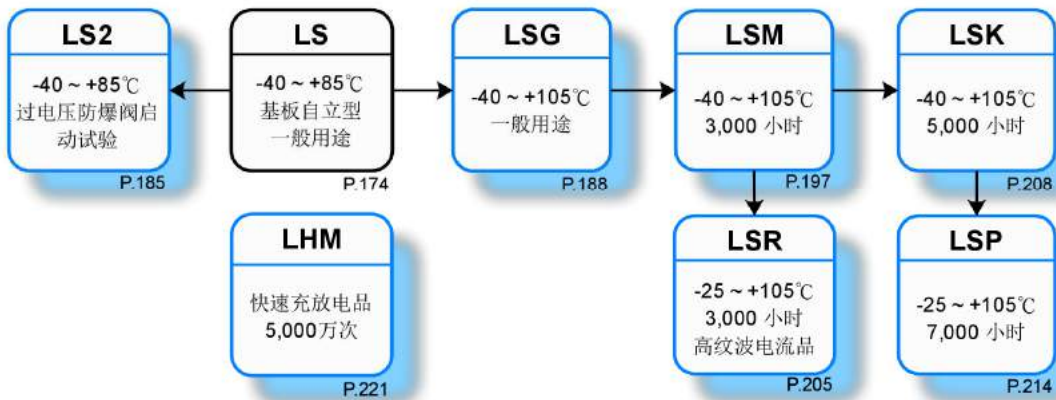 LS2
-40 ~ +85℃
过电压防爆阀启
动试验
P.185
LS
-40 ~ +85℃
基板自立型
一般用途
P.174
LSG
-40 ~ +105℃
一般用途
P.188
LSM
-40 ~ +105℃
3,000 小时
P.197
LSK
-40 ~ +105℃
5,000 小时
P.208
LHM
快速充放电品
5,000万次
P.221
LSR
-25 ~ +105℃
3,000 小时
高纹波电流品
P.205
LSP
-25 ~ +105℃
7,000 小时
P.214